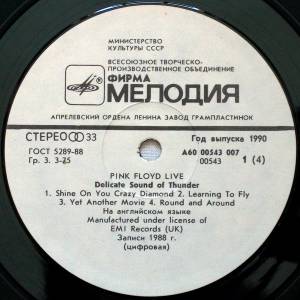 МИНИСТЕРСТВО
КУЛЬТУРЫ СССР
ВСЕСОЮЗНОЕ ТВОРЧЕСКО-
ПРОИЗВОДСТВЕННОЕ ОБЪЕДИНЕНИЕ
ФИРМА
МЕЛОДИЯ
АПРЕЛЕВСКИЙ ОРДЕНА ЛЕНИНА ЗАВОД ГРАМПЛАСТИНОК
СТЕРЕО 33
Год выпуска 1990
ГОСТ 5289-88
Гр. 3. 3-25
А60 00543 007
00543
1 (4)
PINK FLOYD LIVE
Delicate Sound of Thunder
1. Shine On You Crazy Diamond 2. Learning To Fly
3. Yet Another Movie 4. Round and Around
На английском языке
Manufactured under license of
EMI Records (UK)
Записи 1988 г.
(цифровая)